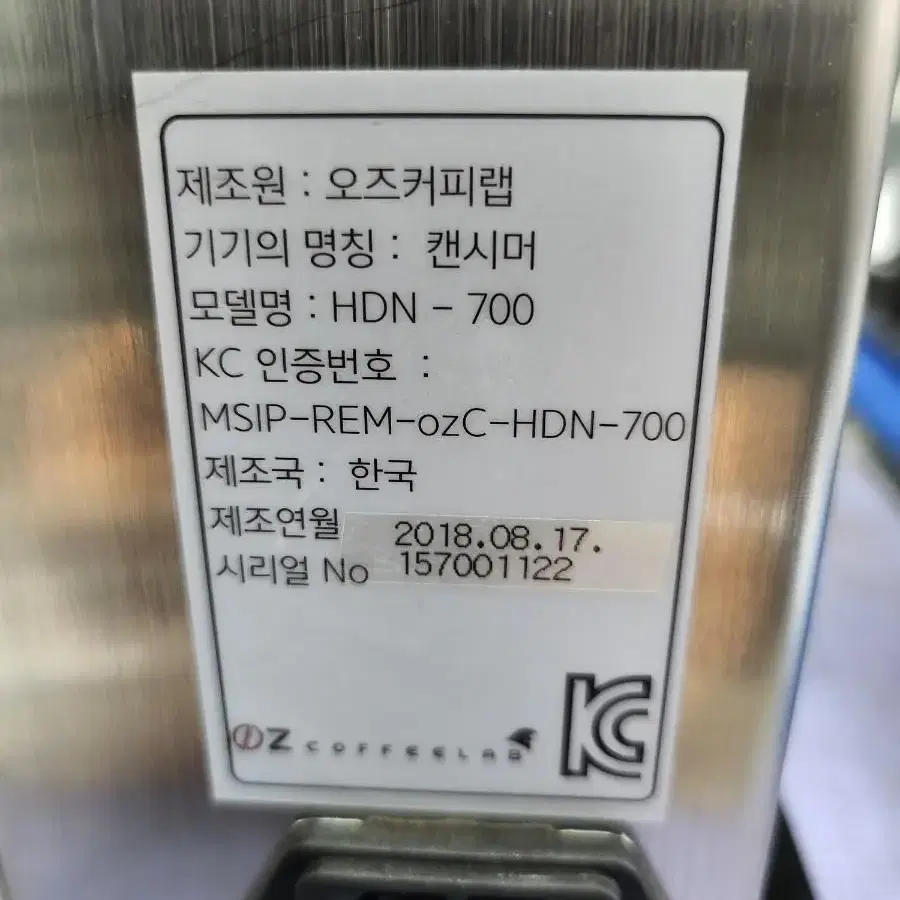 제조원 : 오즈커피랩
기기의 명칭 : 캔시머
모델명 : HDN - 700
KC 인증번호 :
MSIP-REM-ozC-HDN-700
제조국 : 한국
제조연월 2018.08.17.
시리얼 No 157001122
OZ COFFEELAB
KC